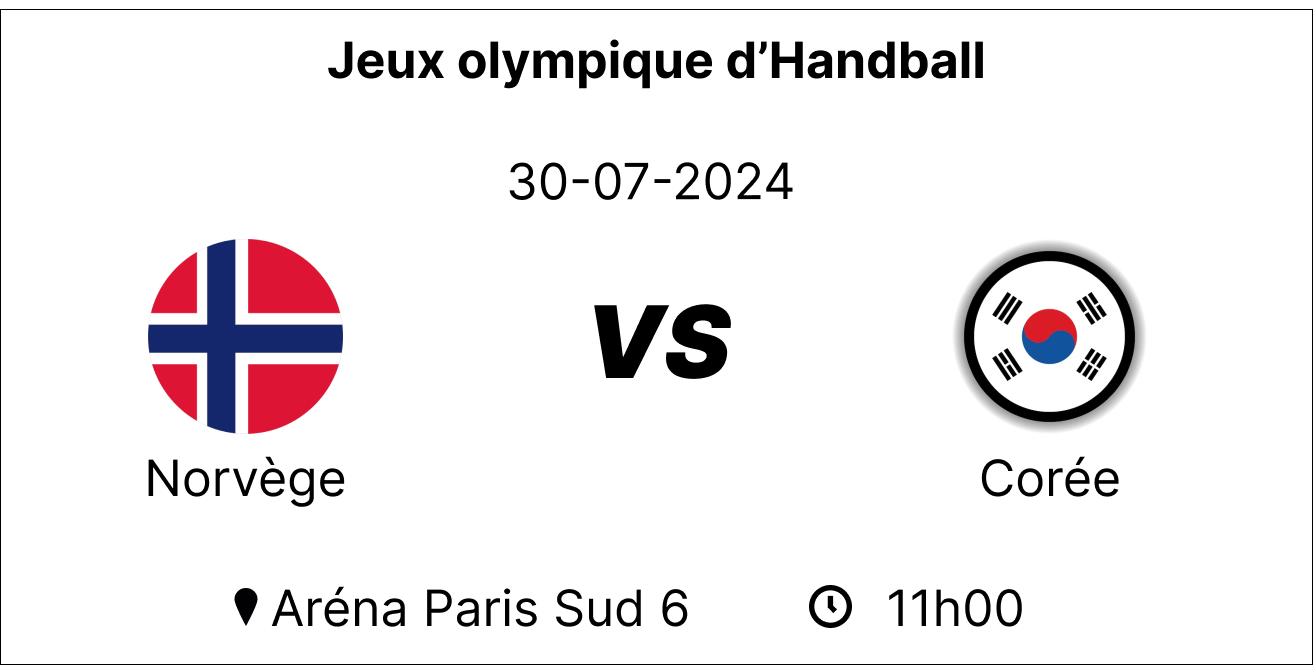 Jeux olympique d’Handball
30-07-2024
VS
Norvège
Corée
Aréna Paris Sud 6
11h00